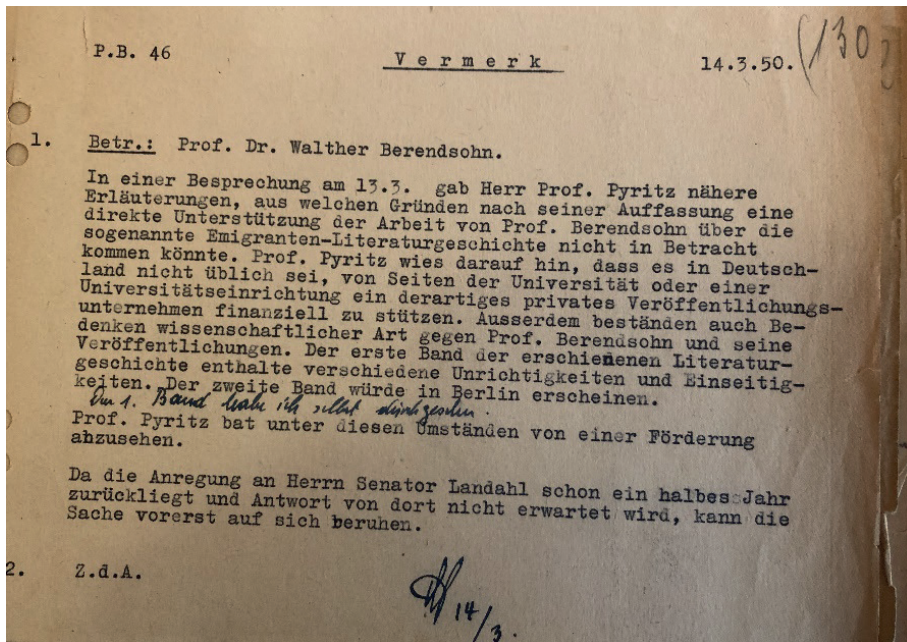 P.B. 46 Vermerk 14.3.50. (130
1. Betr.: Prof. Dr. Walther Berendsohn.
In einer Besprechung am 13.3. gab Herr Prof. Pyritz nähere
Erläuterungen, aus welchen Gründen nach seiner Auffassung eine
direkte Unterstützung der Arbeit von Prof. Berendsohn über die
sogenannte Emigranten-Literaturgeschichte nicht in Betracht
kommen könnte. Prof. Pyritz wies darauf hin, dass es in Deutsch-
land nicht üblich sei, von Seiten der Universität oder einer
Universitätseinrichtung ein derartiges privates Veröffentlichungs-
unternehmen finanziell zu stützen. Ausserdem beständen auch Be-
denken wissenschaftlicher Art gegen Prof. Berendsohn und seine
Veröffentlichungen. Der erste Band der erschienenen Literatur-
geschichte enthalte verschiedene Unrichtigkeiten und Einseitig-
keiten. Der zweite Band würde in Berlin erscheinen.
Den 1. Band habe ich selbst durchgesehen.
Prof. Pyritz bat unter diesen Umständen von einer Förderung
abzusehen.
Da die Anregung an Herrn Senator Landahl schon ein halbes Jahr
zurückliegt und Antwort von dort nicht erwartet wird, kann die
Sache vorerst auf sich beruhen.
2. Z.d.A.
14/3.